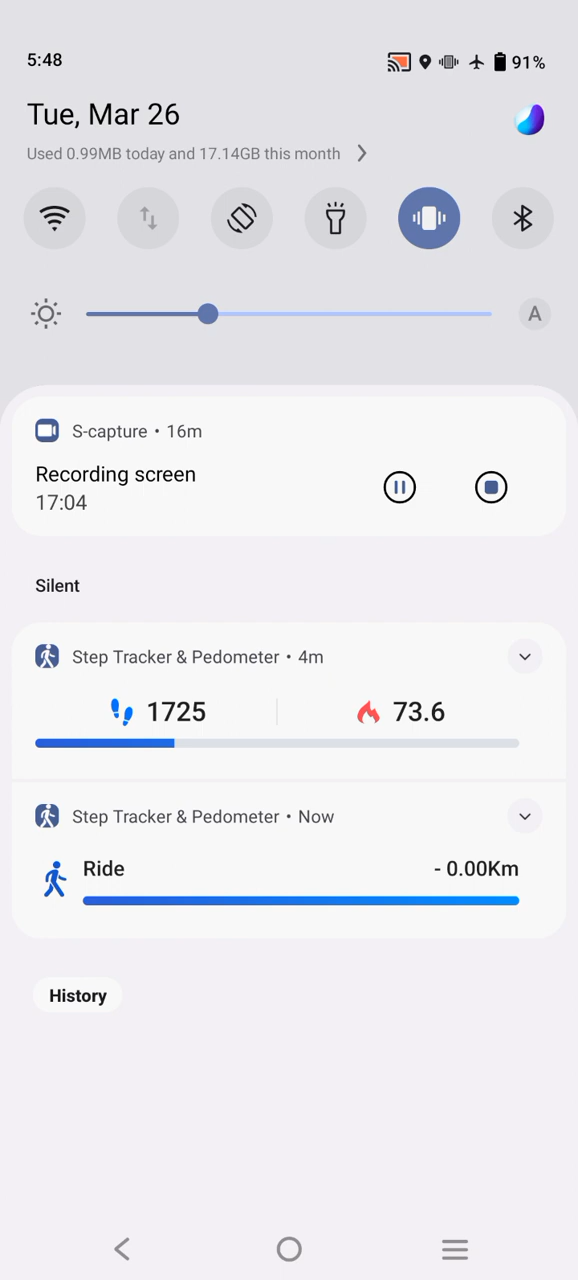 5:48
91%
Tue, Mar 26
Used 0.99MB today and 17.14GB this month
A
S-capture • 16m
Recording screen
17:04
Silent
Step Tracker & Pedometer • 4m
1725
73.6
Step Tracker & Pedometer • Now
Ride - 0.00Km
History